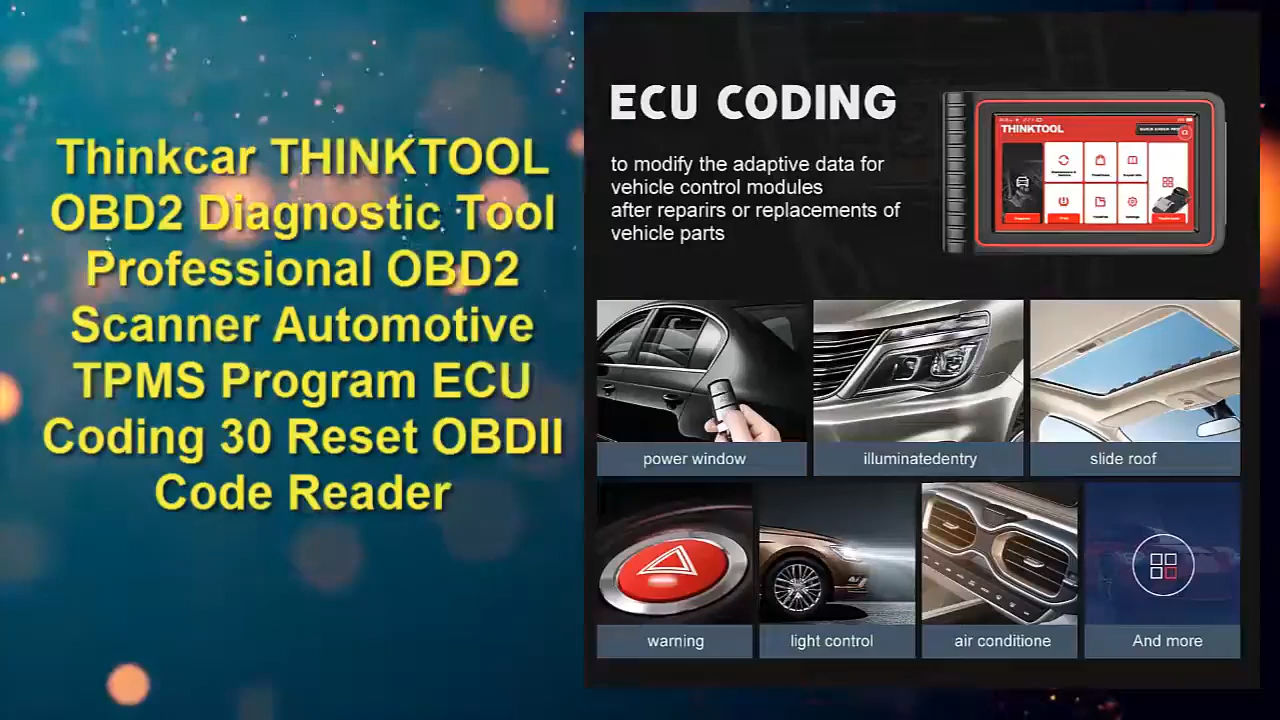 Thinkcar THINKTOOL
OBD2 Diagnostic Tool
Professional OBD2
Scanner Automotive
TPMS Program ECU
Coding 30 Reset OBDII
Code Reader
ECU CODING
to modify the adaptive data for
vehicle control modules
after reparirs or replacements of
vehicle parts
THINKTOOL
power window
illuminatedentry
slide roof
warning
light control
air conditione
And more